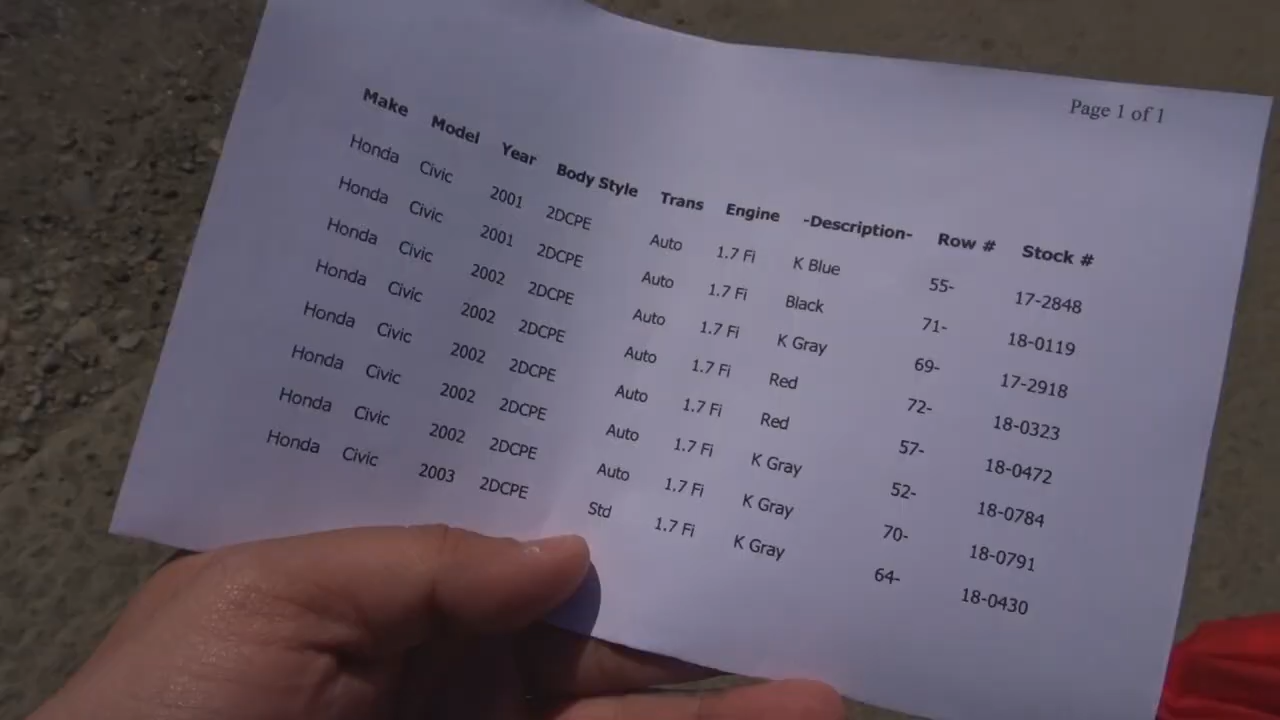 Page 1 of 1
Make Model Year Body Style Trans Engine -Description- Row # Stock #
Honda Civic 2001 2DCPE Auto 1.7 Fi K Blue 55- 17-2848
Honda Civic 2001 2DCPE Auto 1.7 Fi Black 71- 18-0119
Honda Civic 2002 2DCPE Auto 1.7 Fi K Gray 69- 17-2918
Honda Civic 2002 2DCPE Auto 1.7 Fi Red 72- 18-0323
Honda Civic 2002 2DCPE Auto 1.7 Fi Red 57- 18-0472
Honda Civic 2002 2DCPE Auto 1.7 Fi K Gray 52- 18-0784
Honda Civic 2002 2DCPE Auto 1.7 Fi K Gray 70- 18-0791
Honda Civic 2003 2DCPE Std 1.7 Fi K Gray 64- 18-0430